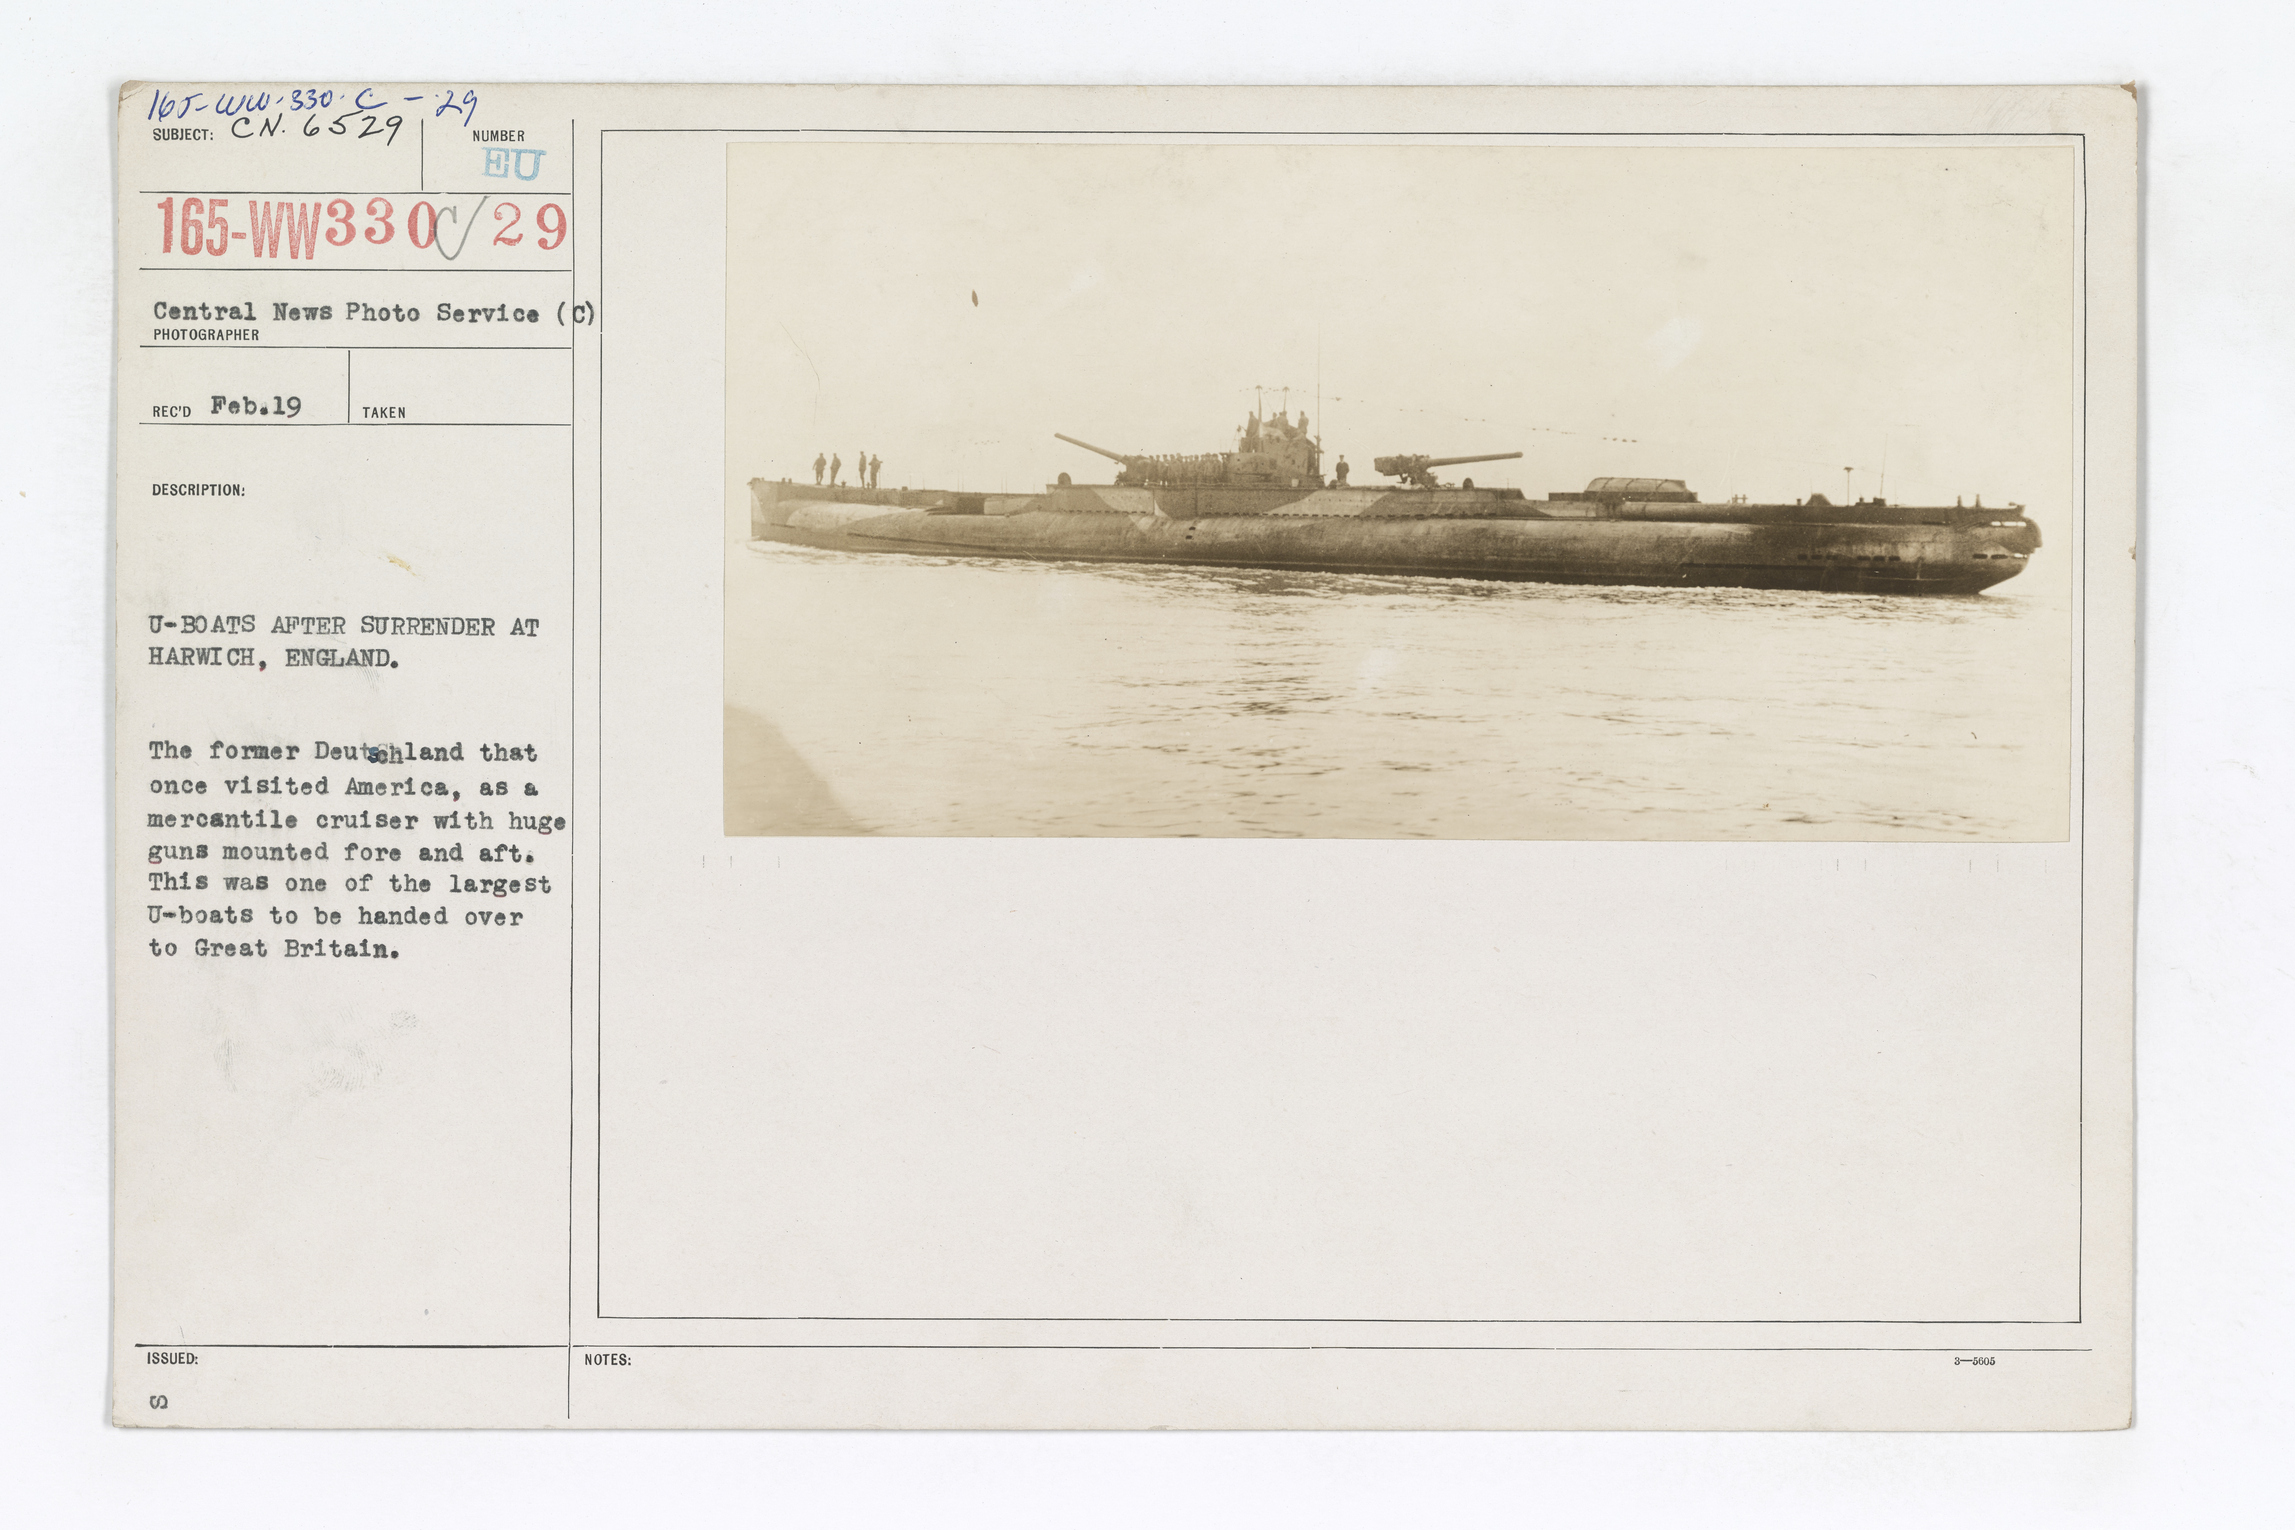 165-WW-330-C-29
SUBJECT: CN. 6529
NUMBER
EU
165-WW330C/29
Central News Photo Service (C)
PHOTOGRAPHER
REC'D Feb.19 TAKEN
DESCRIPTION:
U-BOATS AFTER SURRENDER AT
HARWICH, ENGLAND.
The former Deutschland that
once visited America, as a
mercantile cruiser with huge
guns mounted fore and aft.
This was one of the largest
U-boats to be handed over
to Great Britain.
ISSUED:
NOTES:
3—5605
S